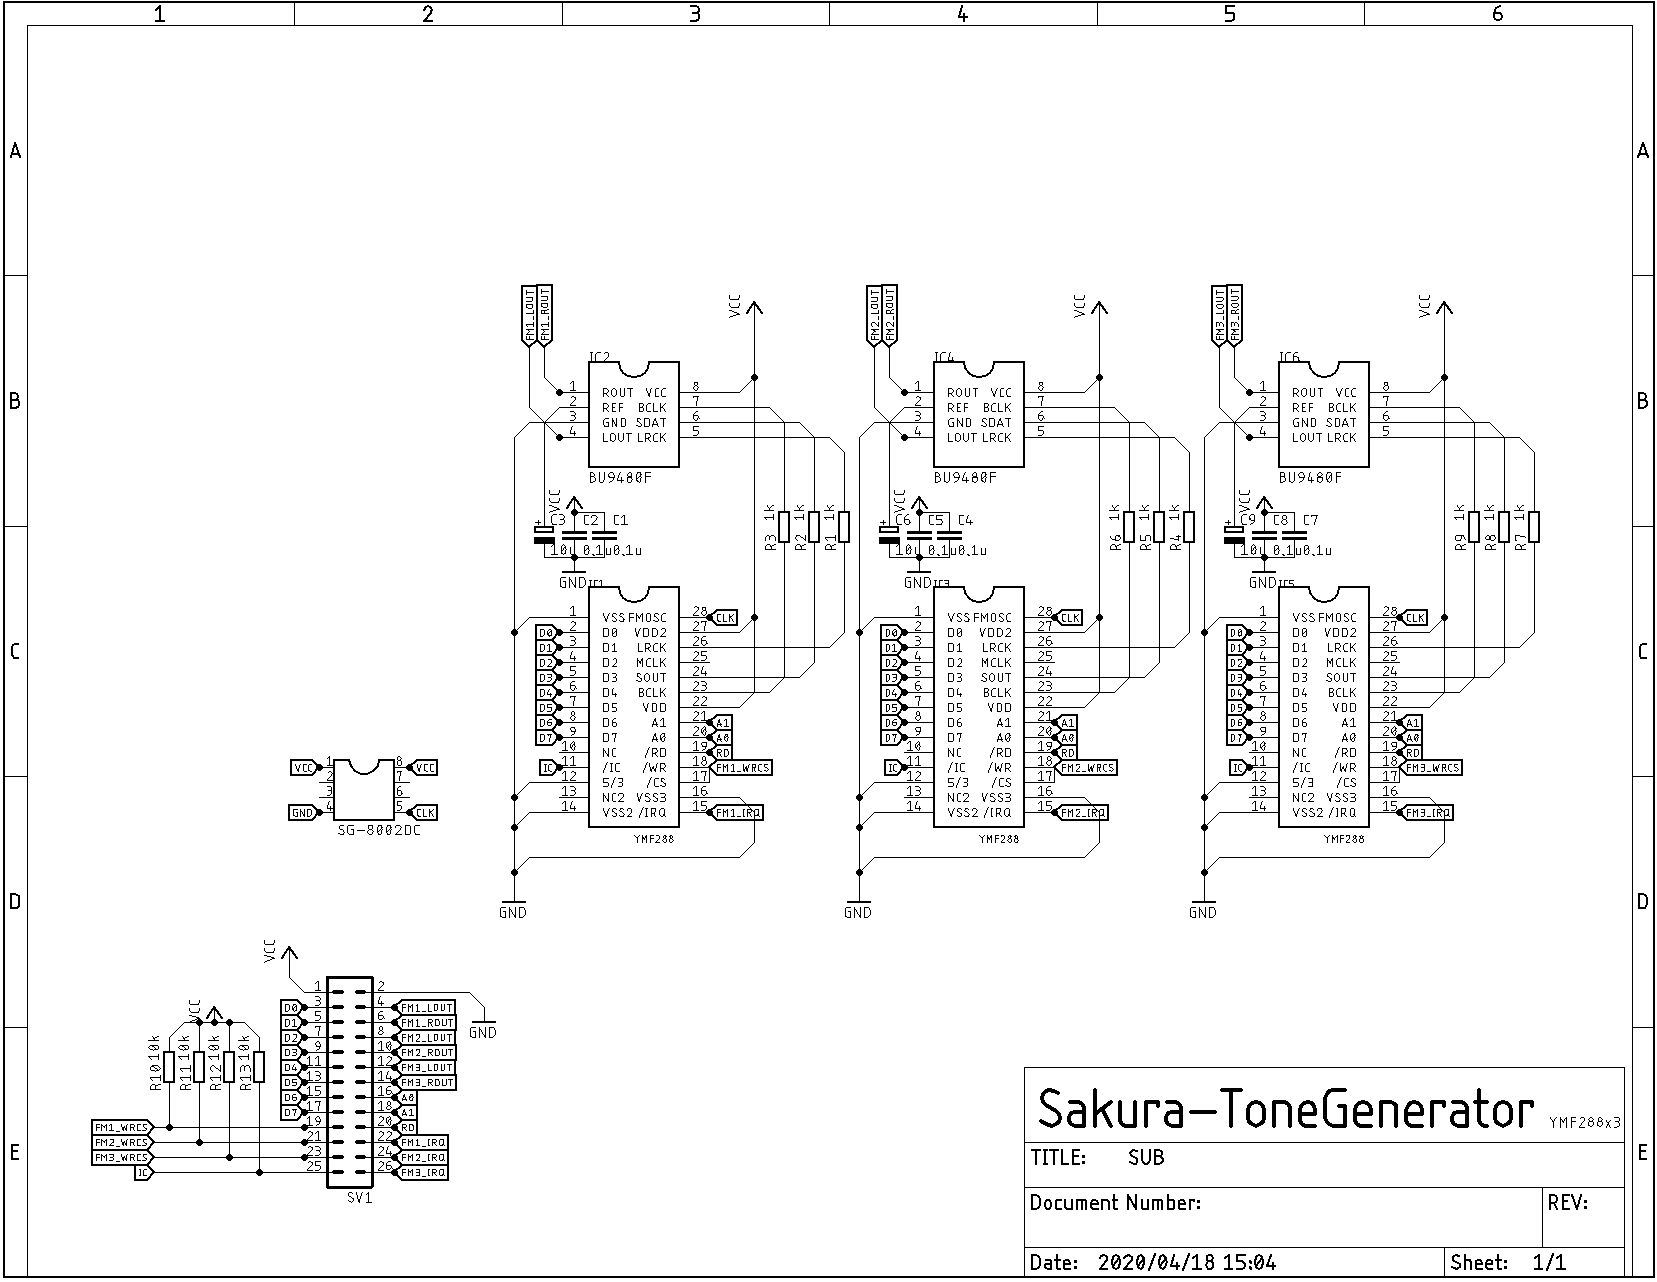 1 2 3 4 5 6
A A
B B
C C
D D
E E
FM1_LOUT
FM1_ROUT
VCC
IC2
1 ROUT VCC 8
2 REF BCLK 7
3 GND SDAT 6
4 LOUT LRCK 5
BU9480F
VCC
+
C3 C2 C1
10u 0.1u 0.1u
GND
R3 1k
R2 1k
R1 1k
IC1
1 VSS FMOSC 28 CLK
D0 2 D0 VDD2 27
D1 3 D1 LRCK 26
D2 4 D2 MCLK 25
D3 5 D3 SOUT 24
D4 6 D4 BCLK 23
D5 7 D5 VDD 22
D6 8 D6 A1 21 A1
D7 9 D7 A0 20 A0
10 NC /RD 19 RD
IC 11 /IC /WR 18 FM1_WRCS
12 5/3 /CS 17
13 NC2 VSS3 16
14 VSS2 /IRQ 15 FM1_IRQ
YMF288
GND
FM2_LOUT
FM2_ROUT
VCC
IC4
1 ROUT VCC 8
2 REF BCLK 7
3 GND SDAT 6
4 LOUT LRCK 5
BU9480F
VCC
+
C6 C5 C4
10u 0.1u 0.1u
GND
R6 1k
R5 1k
R4 1k
IC3
1 VSS FMOSC 28 CLK
D0 2 D0 VDD2 27
D1 3 D1 LRCK 26
D2 4 D2 MCLK 25
D3 5 D3 SOUT 24
D4 6 D4 BCLK 23
D5 7 D5 VDD 22
D6 8 D6 A1 21 A1
D7 9 D7 A0 20 A0
10 NC /RD 19 RD
IC 11 /IC /WR 18 FM2_WRCS
12 5/3 /CS 17
13 NC2 VSS3 16
14 VSS2 /IRQ 15 FM2_IRQ
YMF288
GND
FM3_LOUT
FM3_ROUT
VCC
IC6
1 ROUT VCC 8
2 REF BCLK 7
3 GND SDAT 6
4 LOUT LRCK 5
BU9480F
VCC
+
C9 C8 C7
10u 0.1u 0.1u
GND
R9 1k
R8 1k
R7 1k
IC5
1 VSS FMOSC 28 CLK
D0 2 D0 VDD2 27
D1 3 D1 LRCK 26
D2 4 D2 MCLK 25
D3 5 D3 SOUT 24
D4 6 D4 BCLK 23
D5 7 D5 VDD 22
D6 8 D6 A1 21 A1
D7 9 D7 A0 20 A0
10 NC /RD 19 RD
IC 11 /IC /WR 18 FM3_WRCS
12 5/3 /CS 17
13 NC2 VSS3 16
14 VSS2 /IRQ 15 FM3_IRQ
YMF288
GND
VCC 1 8 VCC
2 7
3 6
GND 4 5 CLK
SG-8002DC
VCC
VCC
R10 10k
R11 10k
R12 10k
R13 10k
1 2
GND
D0 3 4 FM1_LOUT
D1 5 6 FM1_ROUT
D2 7 8 FM2_LOUT
D3 9 10 FM2_ROUT
D4 11 12 FM3_LOUT
D5 13 14 FM3_ROUT
D6 15 16 A0
D7 17 18 A1
FM1_WRCS 19 20 RD
FM2_WRCS 21 22 FM1_IRQ
FM3_WRCS 23 24 FM2_IRQ
IC 25 26 FM3_IRQ
SV1
Sakura-ToneGenerator YMF288x3
TITLE: SUB
Document Number:
REV:
Date: 2020/04/18 15:04
Sheet: 1/1
1 2 3 4 5 6